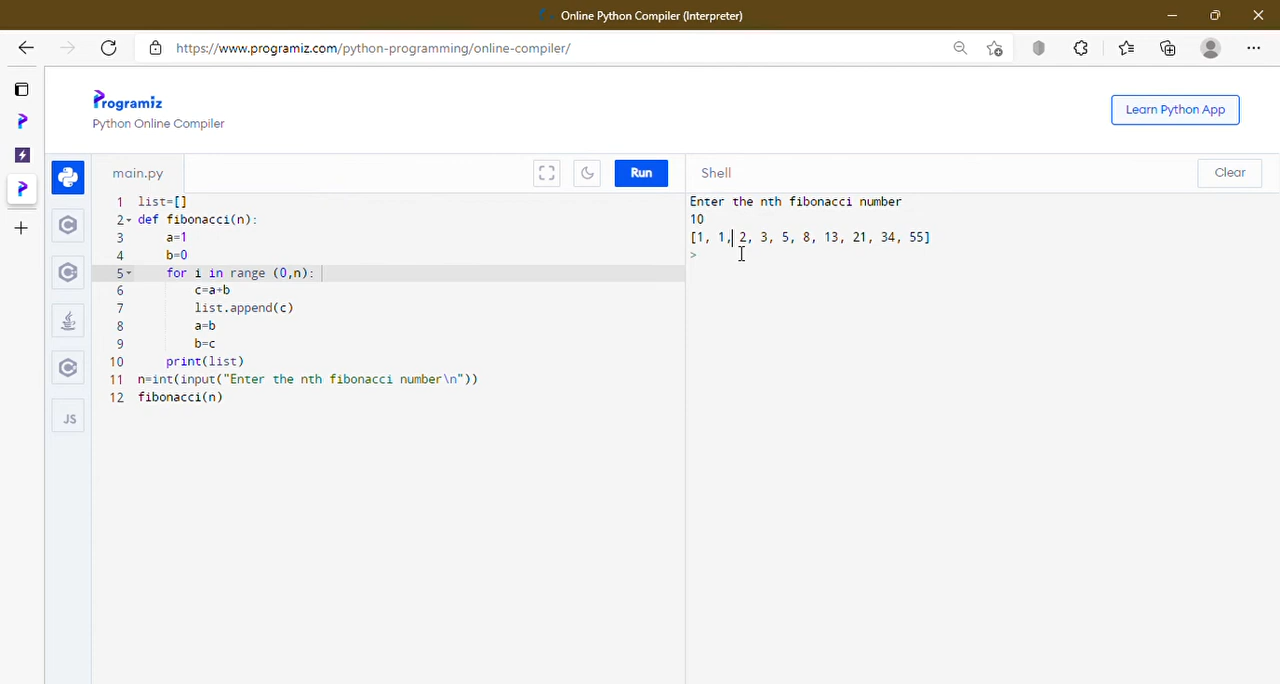 Online Python Compiler (Interpreter)
https://www.programiz.com/python-programming/online-compiler/
Programiz
Python Online Compiler
Learn Python App
main.py
Run
Shell
Clear
1 list=[]
2 def fibonacci(n):
3 a=1
4 b=0
5 for i in range (0,n):
6 c=a+b
7 list.append(c)
8 a=b
9 b=c
10 print(list)
11 n=int(input("Enter the nth fibonacci number\n"))
12 fibonacci(n)
JS
Enter the nth fibonacci number
10
[1, 1, 2, 3, 5, 8, 13, 21, 34, 55]
>